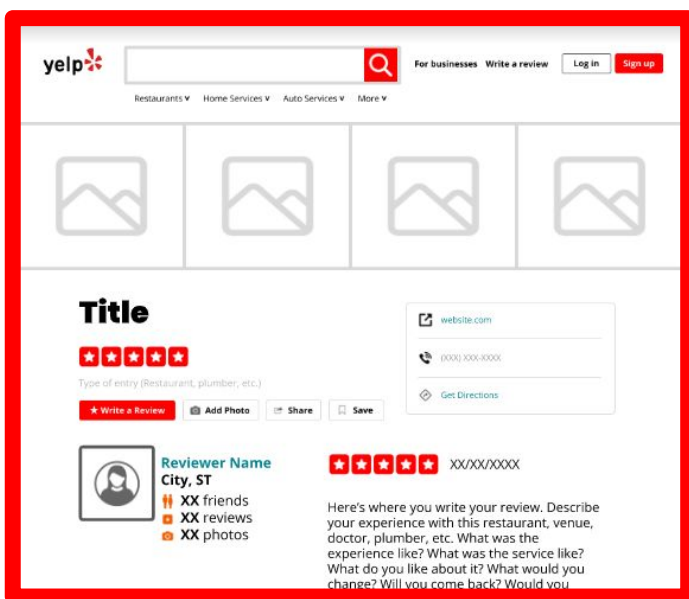 yelp
For businesses Write a review Log in Sign up
Restaurants Home Services Auto Services More
Title
website.com
(XXX) XXX-XXXX
Type of entry (Restaurant, plumber, etc.)
Get Directions
★ Write a Review Add Photo Share Save
Reviewer Name
City, ST
XX friends
XX reviews
XX photos
XX/XX/XXXX
Here's where you write your review. Describe
your experience with this restaurant, venue,
doctor, plumber, etc. What was the
experience like? What was the service like?
What do you like about it? What would you
change? Will you come back? Would you